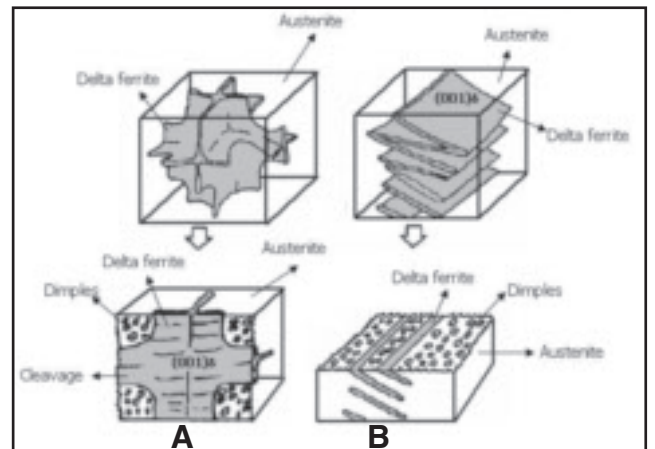 Austenite
Delta ferrite
Austenite
(001)δ
Delta ferrite
Delta ferrite
Austenite
Dimples
(001)δ
Cleavage
Delta ferrite
Dimples
Austenite
A
B